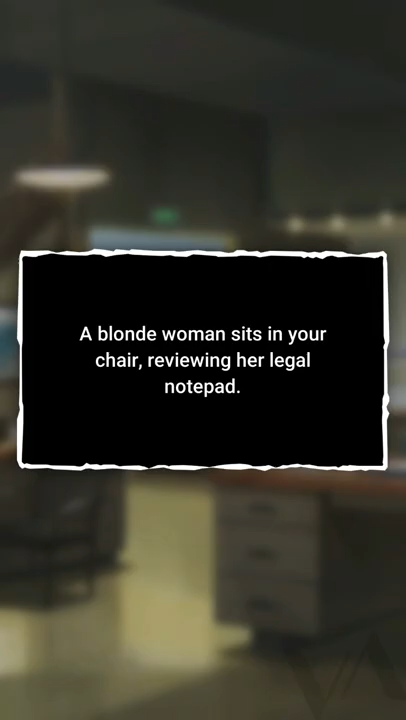 A blonde woman sits in your
chair, reviewing her legal
notepad.